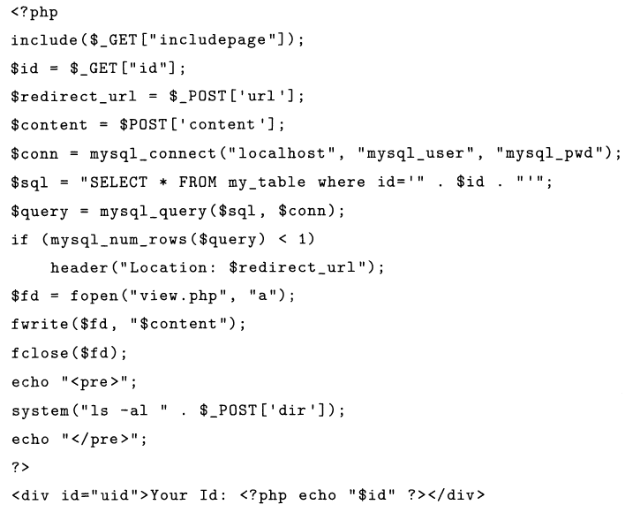 <?php
include($_GET["includepage"]);
$id = $_GET["id"];
$redirect_url = $_POST['url'];
$content = $POST['content'];
$conn = mysql_connect("localhost", "mysql_user", "mysql_pwd");
$sql = "SELECT * FROM my_table where id='" . $id . "'";
$query = mysql_query($sql, $conn);
if (mysql_num_rows($query) < 1)
    header("Location: $redirect_url");
$fd = fopen("view.php", "a");
fwrite($fd, "$content");
fclose($fd);
echo "<pre>";
system("ls -al " . $_POST['dir']);
echo "</pre>";
?>
<div id="uid">Your Id: <?php echo "$id" ?></div>